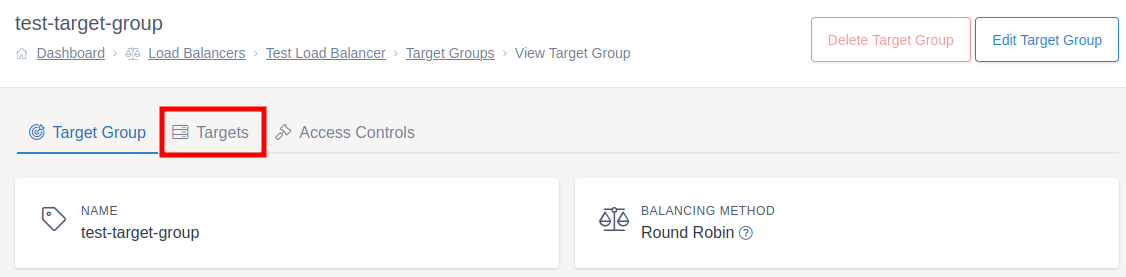 test-target-group
Dashboard > Load Balancers > Test Load Balancer > Target Groups > View Target Group
Delete Target Group
Edit Target Group
Target Group
Targets
Access Controls
NAME
test-target-group
BALANCING METHOD
Round Robin ?